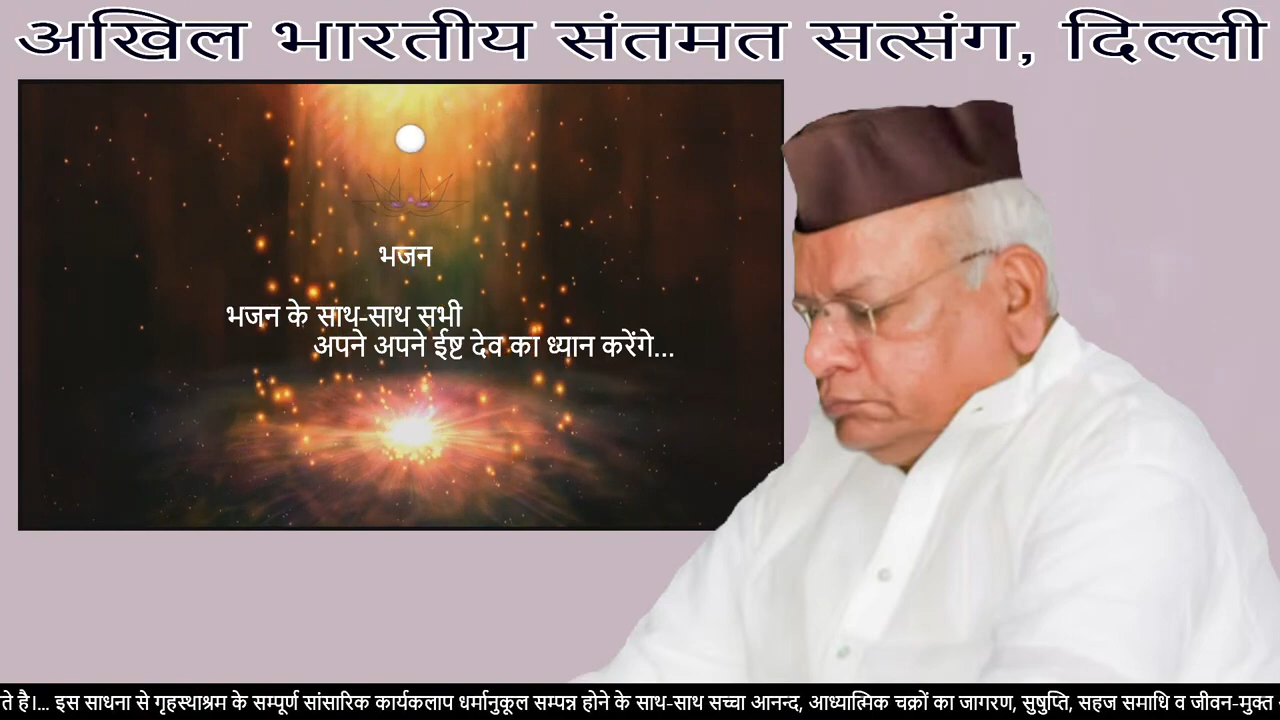 अखिल भारतीय संतमत सत्संग, दिल्ली
भजन
भजन के साथ-साथ सभी
अपने अपने ईष्ट देव का ध्यान करेंगे...
ते है।... इस साधना से गृहस्थाश्रम के सम्पूर्ण सांसारिक कार्यकलाप धर्मानुकूल सम्पन्न होने के साथ-साथ सच्चा आनन्द, आध्यात्मिक चक्रों का जागरण, सुषुप्ति, सहज समाधि व जीवन-मुक्त